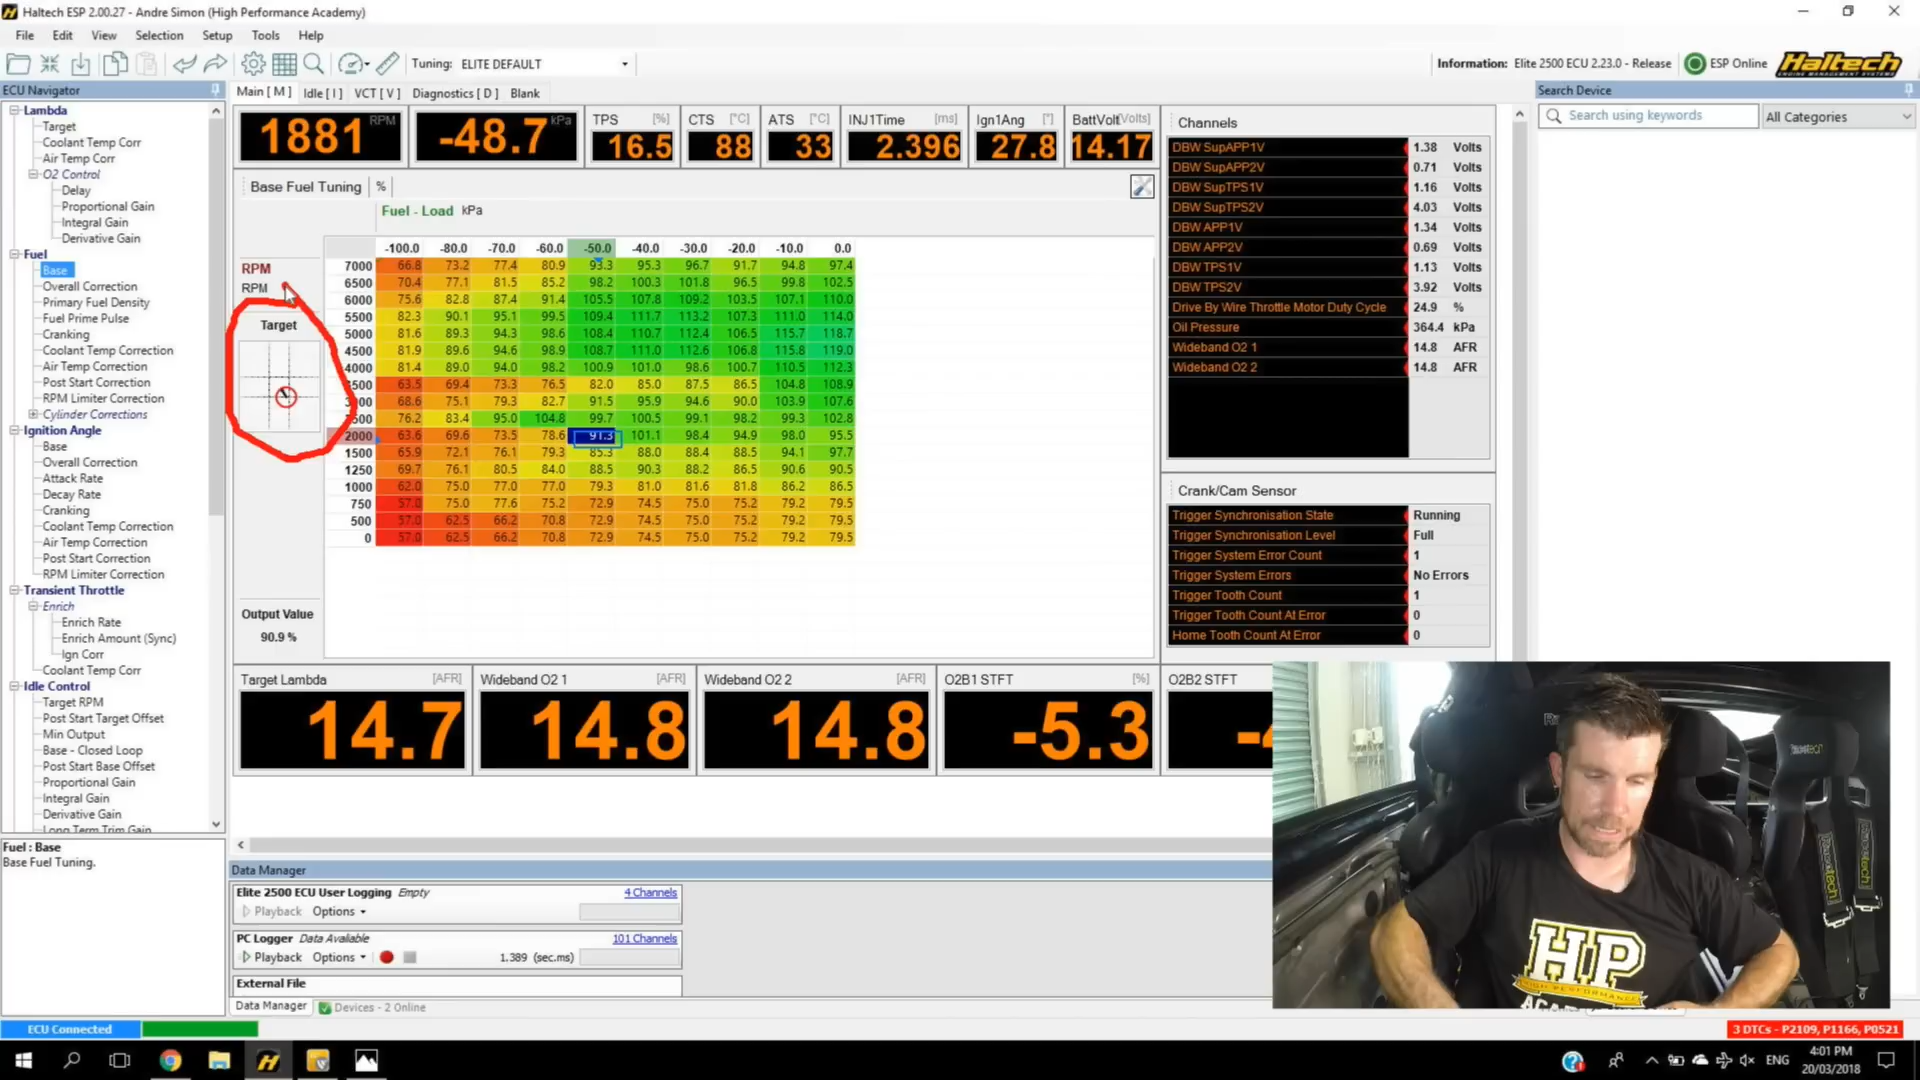 Haltech ESP 2.00.27 - Andre Simon (High Performance Academy)
File Edit View Selection Setup Tools Help
Tuning: ELITE DEFAULT
Information: Elite 2500 ECU 2.23.0 - Release ESP Online Haltech
ENGINE MANAGEMENT SYSTEMS
ECU Navigator
Main [ M ] Idle [ I ] VCT [ V ] Diagnostics [ D ] Blank
Search Device
Search using keywords All Categories
Lambda
Target
Coolant Temp Corr
Air Temp Corr
O2 Control
Delay
Proportional Gain
Integral Gain
Derivative Gain
Fuel
Base
Overall Correction
Primary Fuel Density
Fuel Prime Pulse
Cranking
Coolant Temp Correction
Air Temp Correction
Post Start Correction
RPM Limiter Correction
Cylinder Corrections
Ignition Angle
Base
Overall Correction
Attack Rate
Decay Rate
Cranking
Coolant Temp Correction
Air Temp Correction
Post Start Correction
RPM Limiter Correction
Transient Throttle
Enrich
Enrich Rate
Enrich Amount (Sync)
Ign Corr
Coolant Temp Corr
Idle Control
Target RPM
Post Start Target Offset
Min Output
Base - Closed Loop
Post Start Base Offset
Proportional Gain
Integral Gain
Derivative Gain
Long Term Trim Gain
Fuel : Base
Base Fuel Tuning.
1881 RPM
-48.7 kPa
TPS [%] 16.5
CTS [°C] 88
ATS [°C] 33
INJ1Time [ms] 2.396
Ign1Ang [°] 27.8
BattVolt [Volts] 14.17
Base Fuel Tuning %
Fuel - Load kPa
-100.0 -80.0 -70.0 -60.0 -50.0 -40.0 -30.0 -20.0 -10.0 0.0
RPM
RPM
Target
7000 66.8 73.2 77.4 80.9 93.3 95.3 96.7 91.7 94.8 97.4
6500 70.4 77.1 81.5 85.2 98.2 100.3 101.8 96.5 99.8 102.5
6000 75.6 82.8 87.4 91.4 105.5 107.8 109.2 103.5 107.1 110.0
5500 82.3 90.1 95.1 99.5 109.4 111.7 113.2 107.3 111.0 114.0
5000 81.6 89.3 94.3 98.6 108.4 110.7 112.4 106.5 115.7 118.7
4500 81.9 89.6 94.6 98.9 108.7 111.0 112.6 106.8 115.8 119.0
4000 81.4 89.0 94.0 98.2 100.9 101.0 98.6 100.7 110.5 112.3
500 63.5 69.4 73.3 76.5 82.0 85.0 87.5 86.5 104.8 108.9
68.6 75.1 79.3 82.7 91.5 95.9 94.6 90.0 103.9 107.6
500 76.2 83.4 95.0 104.8 99.7 100.5 99.1 98.2 99.3 102.8
2000 63.6 69.6 73.5 78.6 91.3 101.1 98.4 94.9 98.0 95.5
1500 65.9 72.1 76.1 79.3 85.3 88.0 88.4 88.5 94.1 97.7
1250 69.7 76.1 80.5 84.0 88.5 90.3 88.2 86.5 90.6 90.5
1000 62.0 75.0 77.0 77.0 79.3 81.0 81.6 81.8 86.2 86.5
750 57.0 75.0 77.6 75.2 72.9 74.5 75.0 75.2 79.2 79.5
500 57.0 62.5 66.2 70.8 72.9 74.5 75.0 75.2 79.2 79.5
0 57.0 62.5 66.2 70.8 72.9 74.5 75.0 75.2 79.2 79.5
Output Value
90.9 %
Target Lambda [AFR] 14.7
Wideband O2 1 [AFR] 14.8
Wideband O2 2 [AFR] 14.8
O2B1 STFT [%] -5.3
O2B2 STFT
Channels
DBW SupAPP1V 1.38 Volts
DBW SupAPP2V 0.71 Volts
DBW SupTPS1V 1.16 Volts
DBW SupTPS2V 4.03 Volts
DBW APP1V 1.34 Volts
DBW APP2V 0.69 Volts
DBW TPS1V 1.13 Volts
DBW TPS2V 3.92 Volts
Drive By Wire Throttle Motor Duty Cycle 24.9 %
Oil Pressure 364.4 kPa
Wideband O2 1 14.8 AFR
Wideband O2 2 14.8 AFR
Crank/Cam Sensor
Trigger Synchronisation State Running
Trigger Synchronisation Level Full
Trigger System Error Count 1
Trigger System Errors No Errors
Trigger Tooth Count 1
Trigger Tooth Count At Error 0
Home Tooth Count At Error 0
Data Manager
Elite 2500 ECU User Logging Empty 4 Channels
Playback Options
PC Logger Data Available 101 Channels
Playback Options 1.389 (sec.ms)
External File
Data Manager Devices - 2 Online
HP
HIGH PERFORMANCE
ACADEMY
ECU Connected
3 DTCs - P2109, P1166, P0521
ENG
4:01 PM
20/03/2018